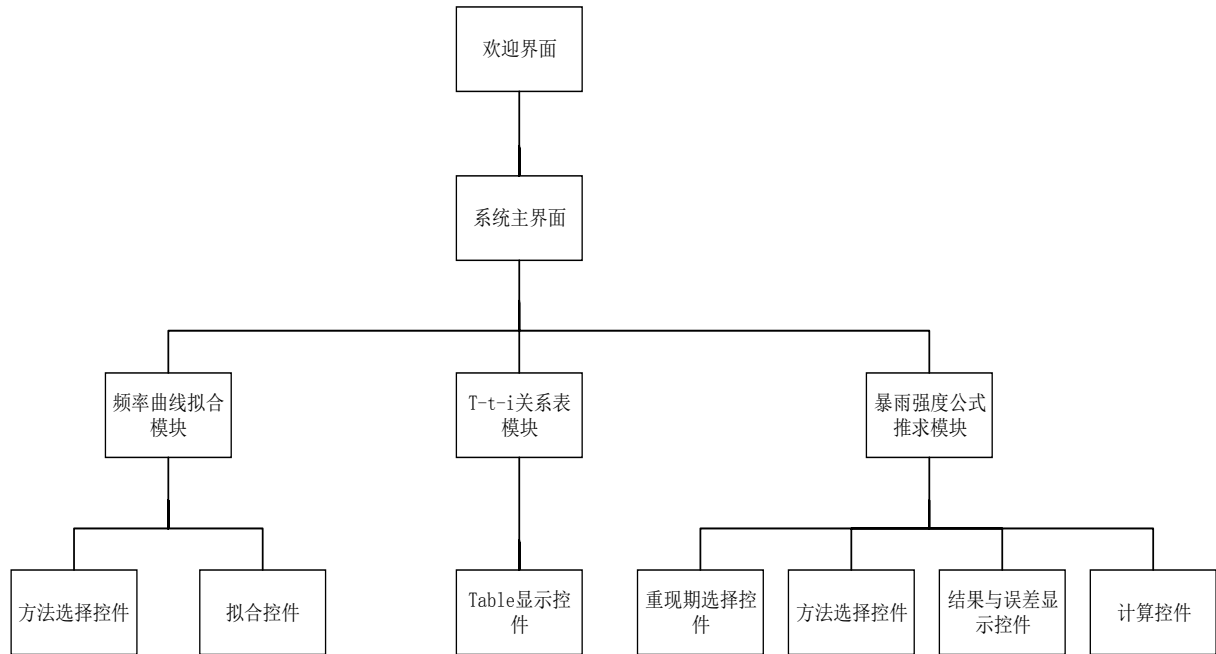 欢迎界面
系统主界面
频率曲线拟合
模块
T-t-i关系表
模块
暴雨强度公式
推求模块
方法选择控件
拟合控件
Table显示控
件
重现期选择控
件
方法选择控件
结果与误差显
示控件
计算控件